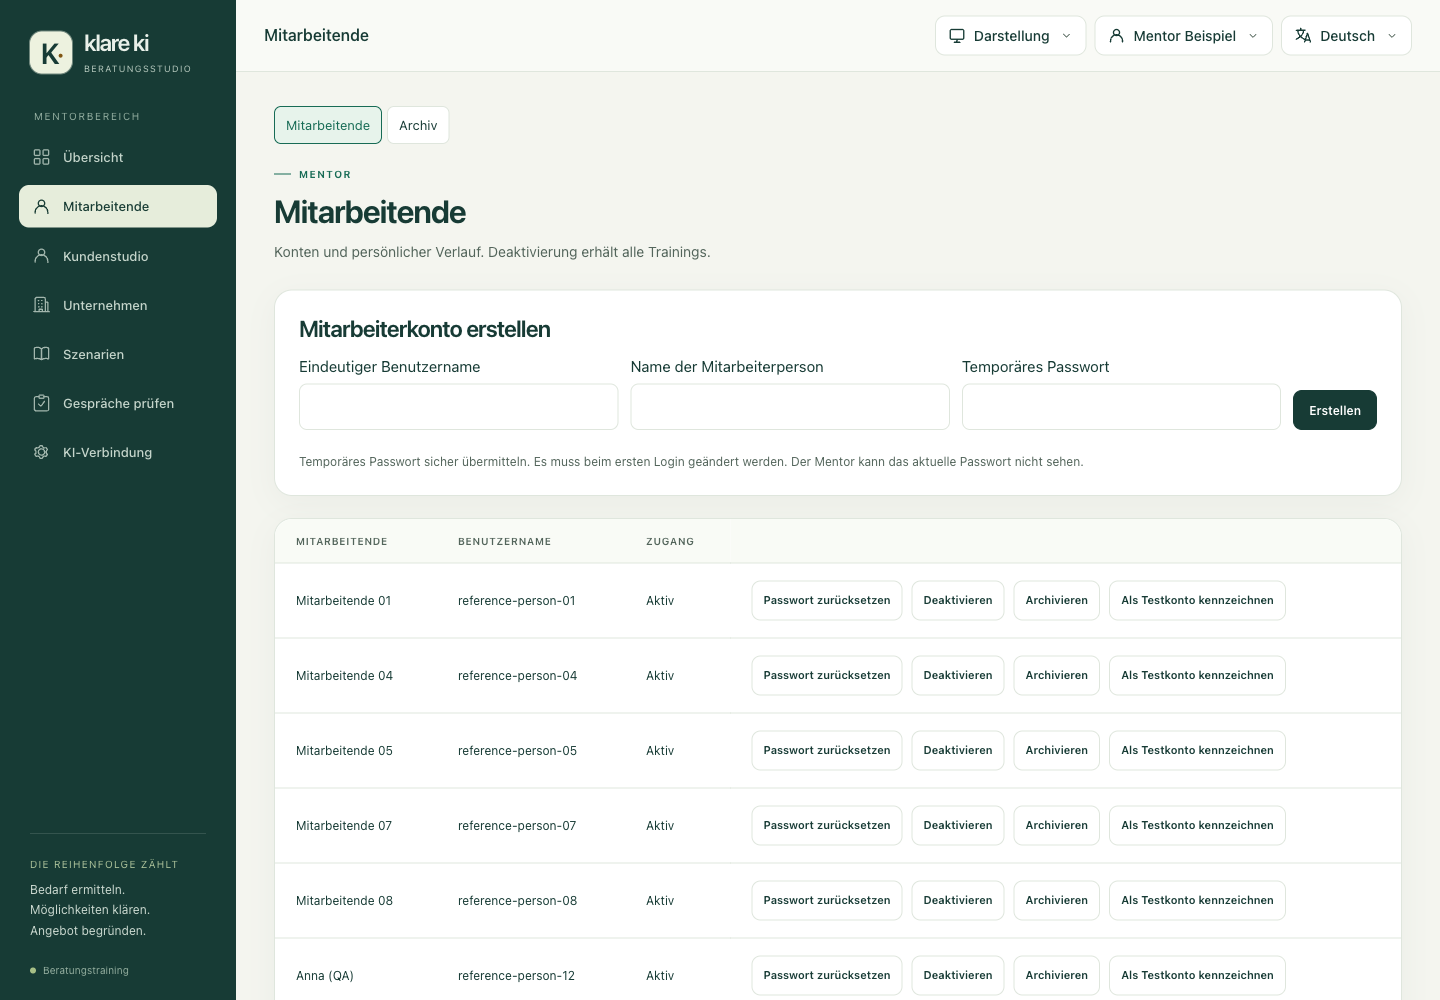 K
klare ki
BERATUNGSSTUDIO
MENTORBEREICH
Übersicht
Mitarbeitende
Kundenstudio
Unternehmen
Szenarien
Gespräche prüfen
KI-Verbindung
DIE REIHENFOLGE ZÄHLT
Bedarf ermitteln.
Möglichkeiten klären.
Angebot begründen.
Beratungstraining
Mitarbeitende
Darstellung
Mentor Beispiel
Deutsch
Mitarbeitende
Archiv
MENTOR
Mitarbeitende
Konten und persönlicher Verlauf. Deaktivierung erhält alle Trainings.
Mitarbeiterkonto erstellen
Eindeutiger Benutzername
Name der Mitarbeiterperson
Temporäres Passwort
Erstellen
Temporäres Passwort sicher übermitteln. Es muss beim ersten Login geändert werden. Der Mentor kann das aktuelle Passwort nicht sehen.
MITARBEITENDE BENUTZERNAME ZUGANG
Mitarbeitende 01 reference-person-01 Aktiv Passwort zurücksetzen Deaktivieren Archivieren Als Testkonto kennzeichnen
Mitarbeitende 04 reference-person-04 Aktiv Passwort zurücksetzen Deaktivieren Archivieren Als Testkonto kennzeichnen
Mitarbeitende 05 reference-person-05 Aktiv Passwort zurücksetzen Deaktivieren Archivieren Als Testkonto kennzeichnen
Mitarbeitende 07 reference-person-07 Aktiv Passwort zurücksetzen Deaktivieren Archivieren Als Testkonto kennzeichnen
Mitarbeitende 08 reference-person-08 Aktiv Passwort zurücksetzen Deaktivieren Archivieren Als Testkonto kennzeichnen
Anna (QA) reference-person-12 Aktiv Passwort zurücksetzen Deaktivieren Archivieren Als Testkonto kennzeichnen